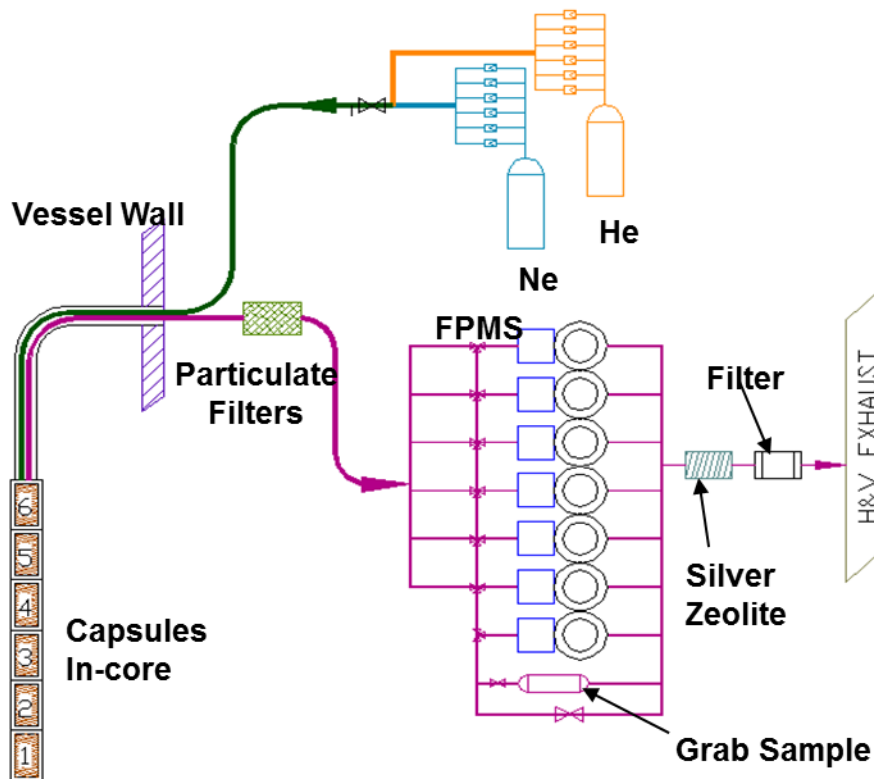 He
Ne
Vessel Wall
Particulate
Filters
FPMS
Filter
H&V EXHAUST
Silver
Zeolite
Grab Sample
Capsules
In-core
6
5
4
3
2
1